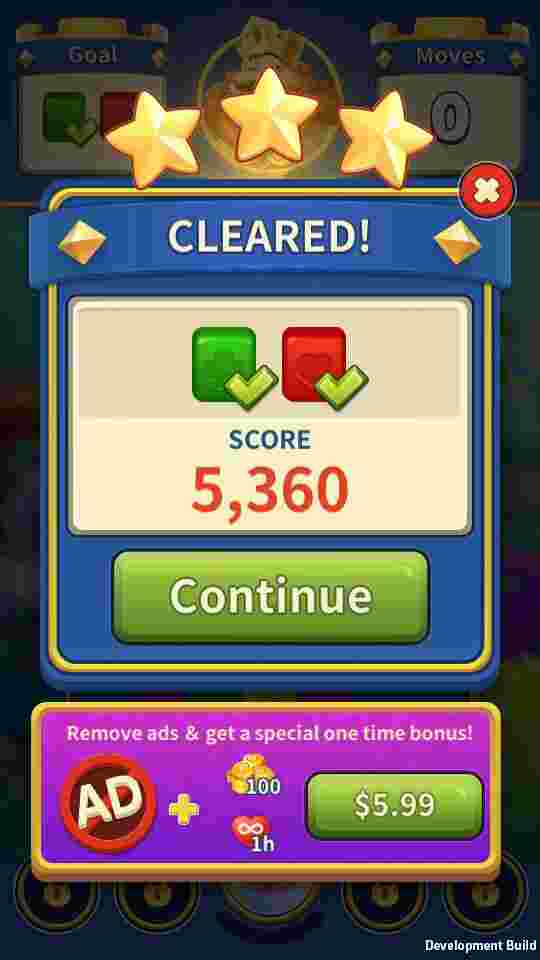 Goal
Moves
0
CLEARED!
SCORE
5,360
Continue
Remove ads & get a special one time bonus!
AD
100
1h
$5.99
Development Build